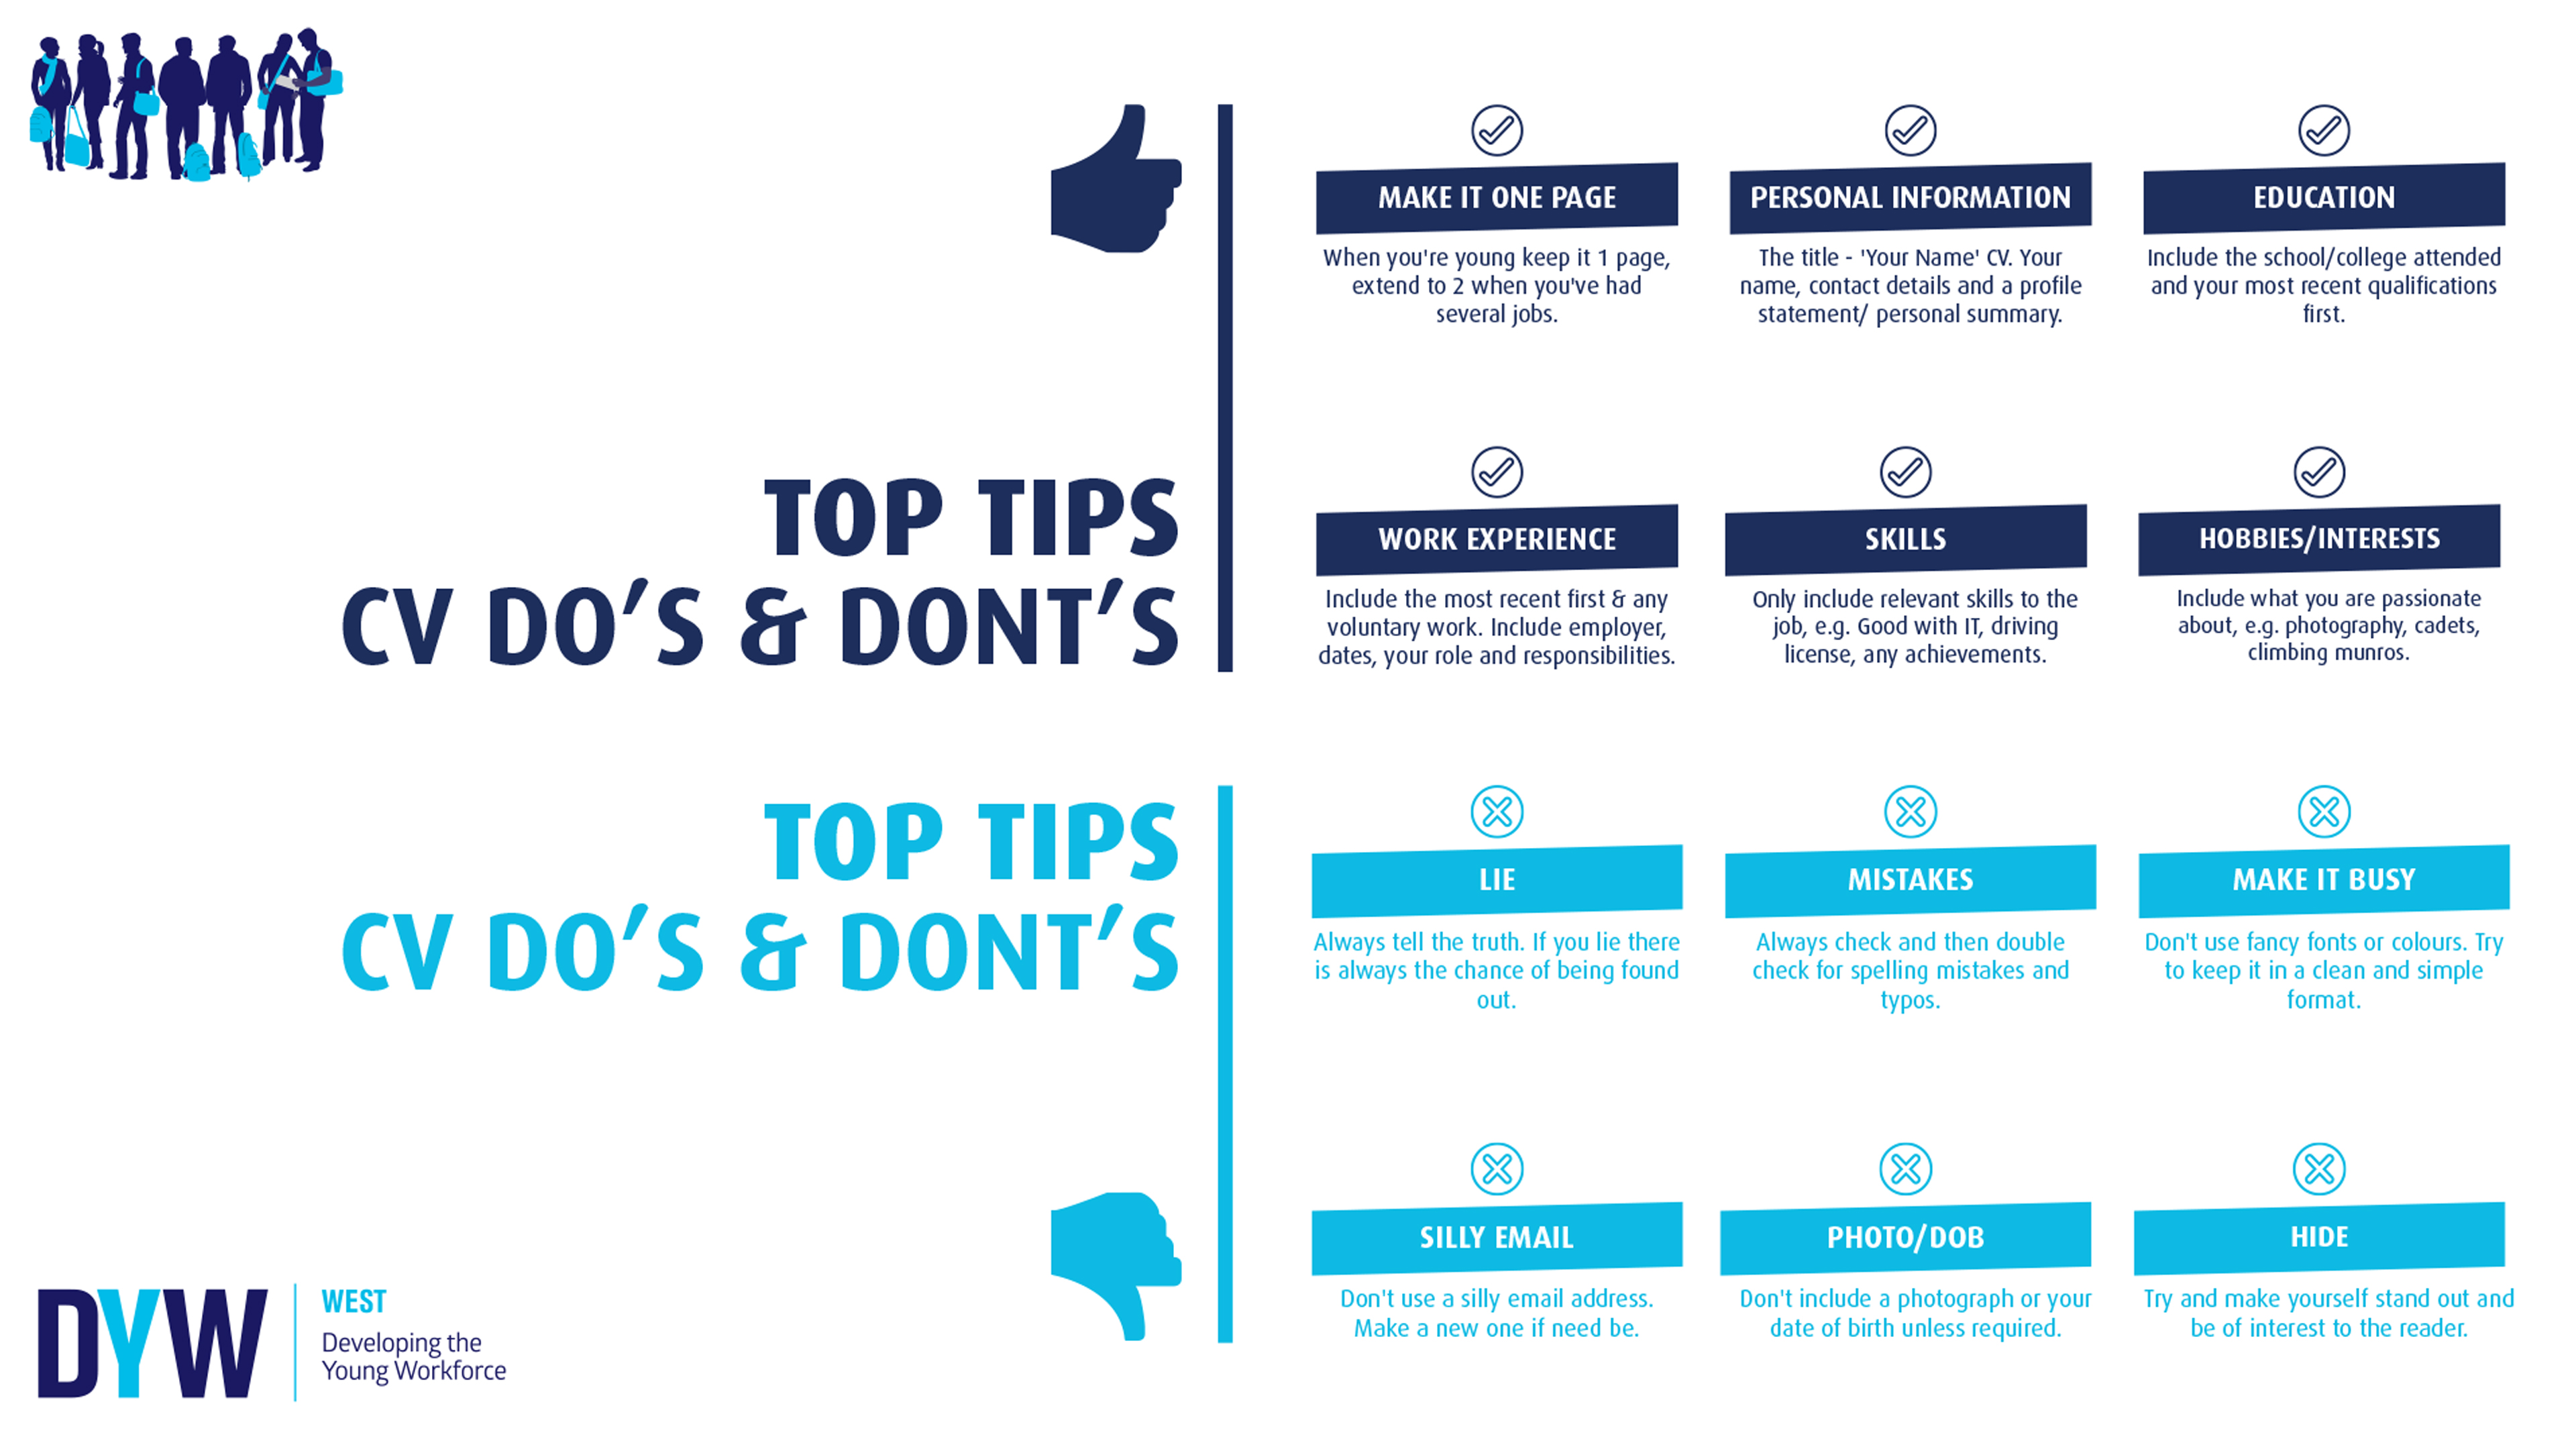 TOP TIPS
CV DO'S & DONT'S
MAKE IT ONE PAGE
When you're young keep it 1 page,
extend to 2 when you've had
several jobs.
PERSONAL INFORMATION
The title - 'Your Name' CV. Your
name, contact details and a profile
statement/ personal summary.
EDUCATION
Include the school/college attended
and your most recent qualifications
first.
WORK EXPERIENCE
Include the most recent first & any
voluntary work. Include employer,
dates, your role and responsibilities.
SKILLS
Only include relevant skills to the
job, e.g. Good with IT, driving
license, any achievements.
HOBBIES/INTERESTS
Include what you are passionate
about, e.g. photography, cadets,
climbing munros.
TOP TIPS
CV DO'S & DONT'S
LIE
Always tell the truth. If you lie there
is always the chance of being found
out.
MISTAKES
Always check and then double
check for spelling mistakes and
typos.
MAKE IT BUSY
Don't use fancy fonts or colours. Try
to keep it in a clean and simple
format.
SILLY EMAIL
Don't use a silly email address.
Make a new one if need be.
PHOTO/DOB
Don't include a photograph or your
date of birth unless required.
HIDE
Try and make yourself stand out and
be of interest to the reader.
DYW
WEST
Developing the
Young Workforce